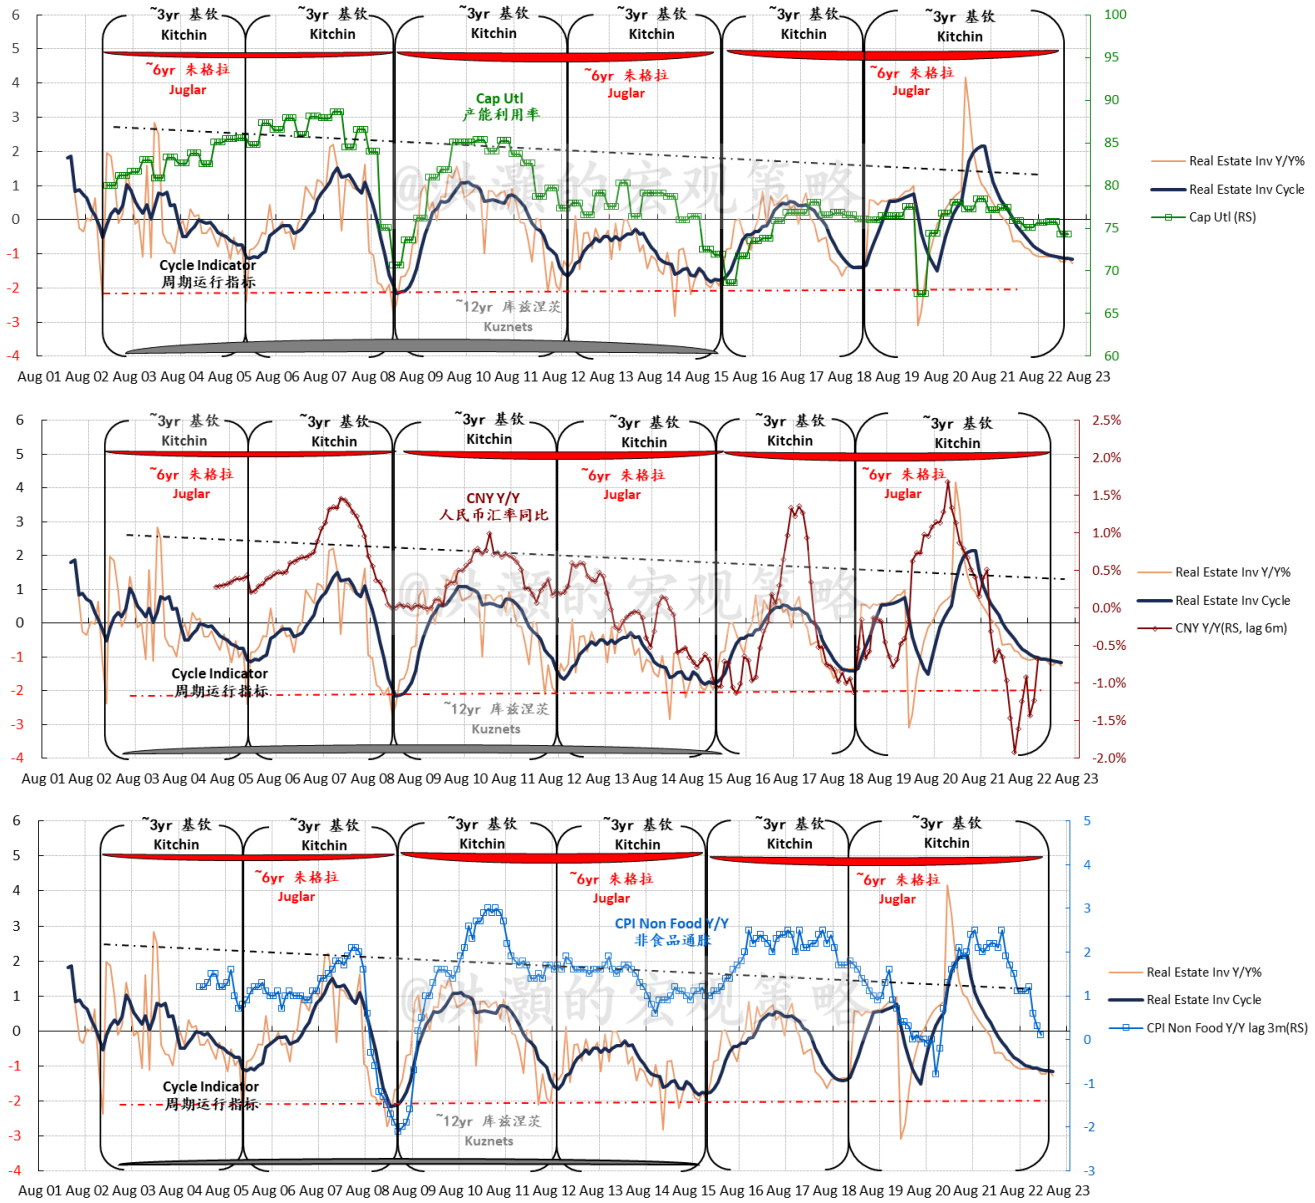 ~3yr 基钦
Kitchin
~3yr 基钦
Kitchin
~3yr 基钦
Kitchin
~3yr 基钦
Kitchin
~3yr 基钦
Kitchin
~3yr 基钦
Kitchin
~6yr 朱格拉
Juglar
~6yr 朱格拉
Juglar
~6yr 朱格拉
Juglar
Cap Utl
产能利用率
Cycle Indicator
周期运行指标
~12yr 库兹涅茨
Kuznets
@洪灝的宏观策略
6
5
4
3
2
1
0
-1
-2
-3
-4
100
95
90
85
80
75
70
65
60
Aug 01 Aug 02 Aug 03 Aug 04 Aug 05 Aug 06 Aug 07 Aug 08 Aug 09 Aug 10 Aug 11 Aug 12 Aug 13 Aug 14 Aug 15 Aug 16 Aug 17 Aug 18 Aug 19 Aug 20 Aug 21 Aug 22 Aug 23
Real Estate Inv Y/Y%
Real Estate Inv Cycle
Cap Utl (RS)
~3yr 基钦
Kitchin
~3yr 基钦
Kitchin
~3yr 基钦
Kitchin
~3yr 基钦
Kitchin
~3yr 基钦
Kitchin
~3yr 基钦
Kitchin
~6yr 朱格拉
Juglar
~6yr 朱格拉
Juglar
~6yr 朱格拉
Juglar
CNY Y/Y
人民币汇率同比
Cycle Indicator
周期运行指标
~12yr 库兹涅茨
Kuznets
@洪灝的宏观策略
6
5
4
3
2
1
0
-1
-2
-3
-4
2.5%
2.0%
1.5%
1.0%
0.5%
0.0%
-0.5%
-1.0%
-1.5%
-2.0%
Aug 01 Aug 02 Aug 03 Aug 04 Aug 05 Aug 06 Aug 07 Aug 08 Aug 09 Aug 10 Aug 11 Aug 12 Aug 13 Aug 14 Aug 15 Aug 16 Aug 17 Aug 18 Aug 19 Aug 20 Aug 21 Aug 22 Aug 23
Real Estate Inv Y/Y%
Real Estate Inv Cycle
CNY Y/Y(RS, lag 6m)
~3yr 基钦
Kitchin
~3yr 基钦
Kitchin
~3yr 基钦
Kitchin
~3yr 基钦
Kitchin
~3yr 基钦
Kitchin
~3yr 基钦
Kitchin
~6yr 朱格拉
Juglar
~6yr 朱格拉
Juglar
~6yr 朱格拉
Juglar
CPI Non Food Y/Y
非食品通胀
Cycle Indicator
周期运行指标
~12yr 库兹涅茨
Kuznets
@洪灝的宏观策略
6
5
4
3
2
1
0
-1
-2
-3
-4
5
4
3
2
1
0
-1
-2
-3
Aug 01 Aug 02 Aug 03 Aug 04 Aug 05 Aug 06 Aug 07 Aug 08 Aug 09 Aug 10 Aug 11 Aug 12 Aug 13 Aug 14 Aug 15 Aug 16 Aug 17 Aug 18 Aug 19 Aug 20 Aug 21 Aug 22 Aug 23
Real Estate Inv Y/Y%
Real Estate Inv Cycle
CPI Non Food Y/Y lag 3m(RS)